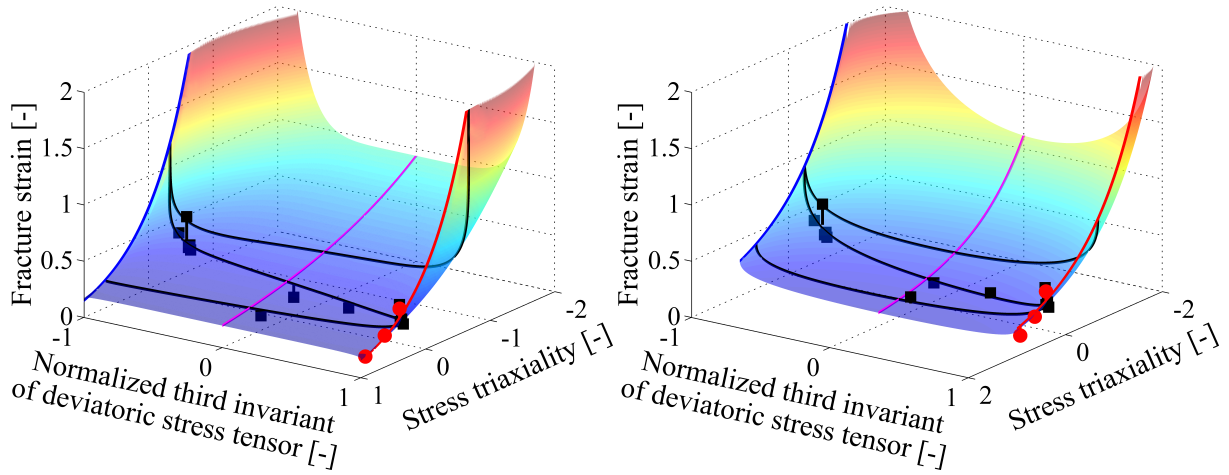 2
1.5
1
0.5
0
Fracture strain [-]
-1
0
1
Normalized third invariant
of deviatoric stress tensor [-]
1
0
-1
-2
Stress triaxiality [-]
2
1.5
1
0.5
0
Fracture strain [-]
-1
0
1
Normalized third invariant
of deviatoric stress tensor [-]
2
0
-2
Stress triaxiality [-]